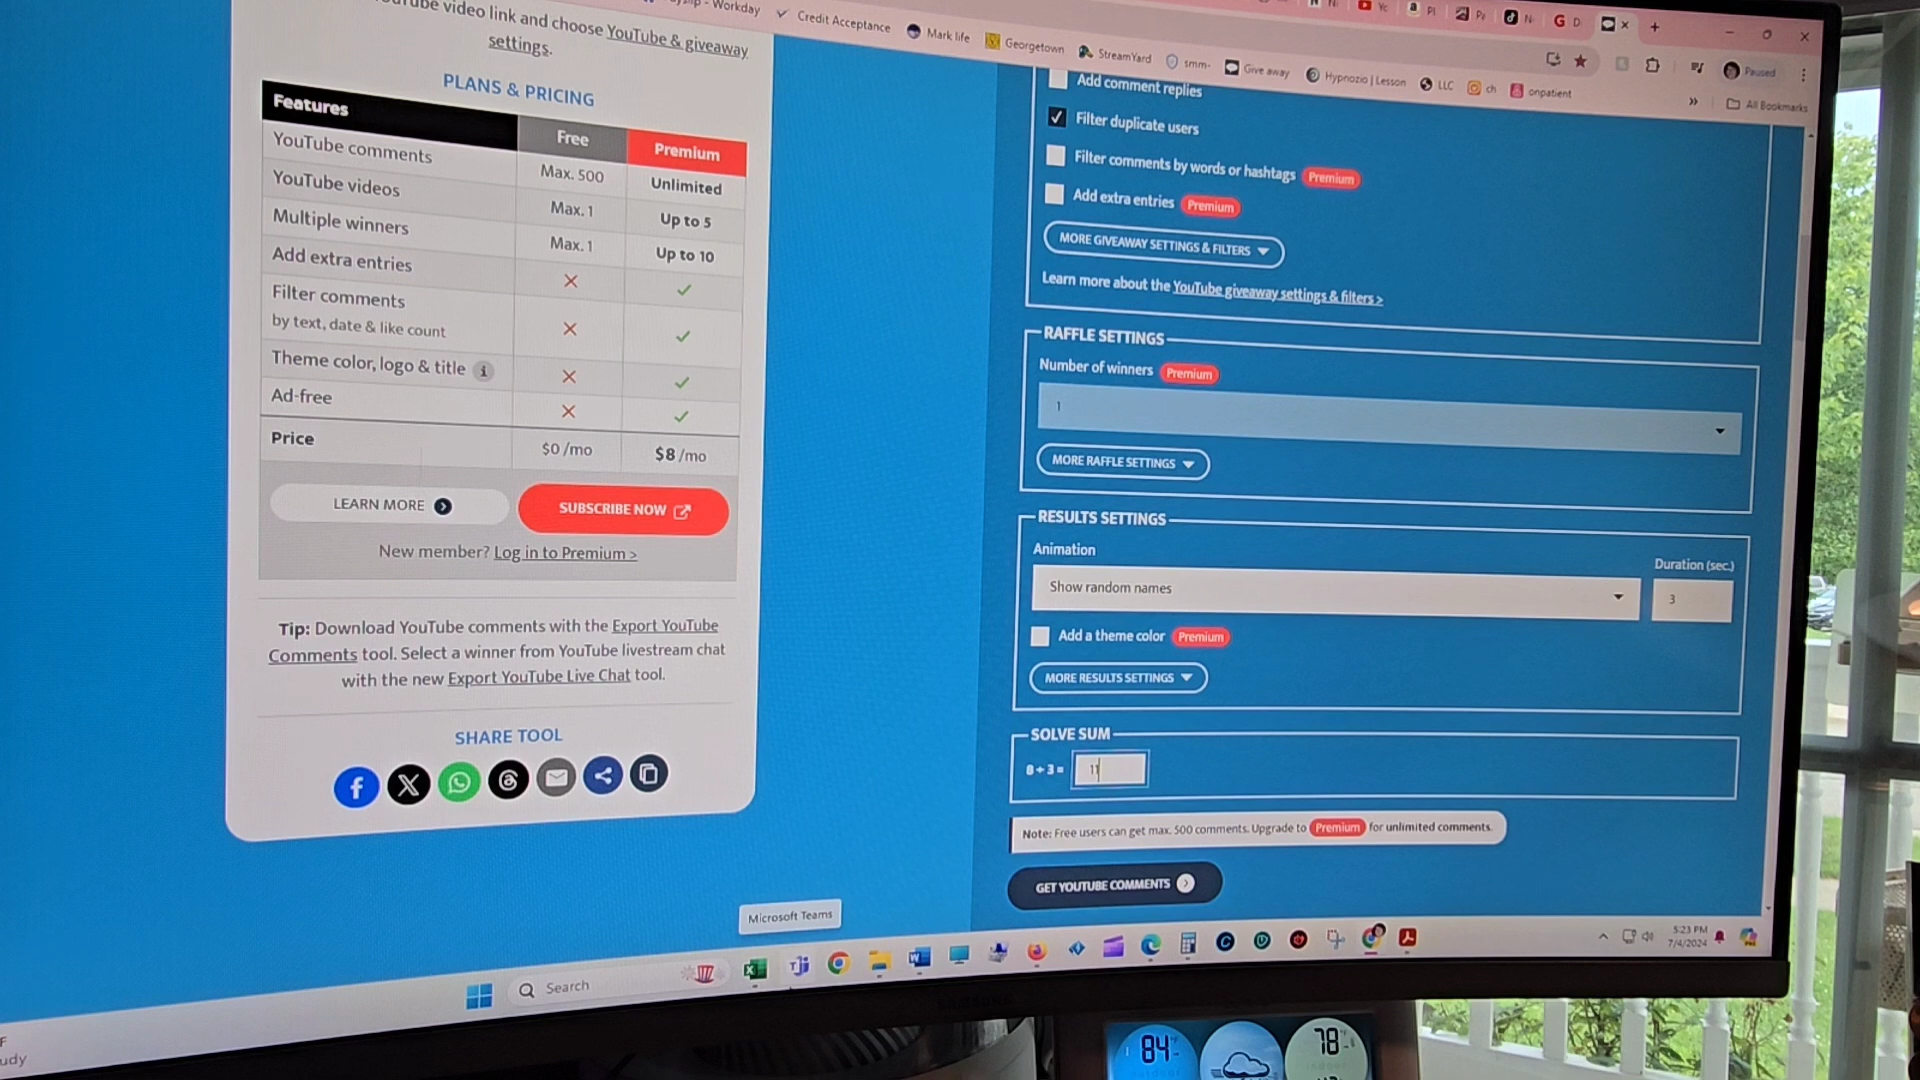 Workday
Credit Acceptance
Mark life
Georgetown
StreamYard
smm-
Give away
Hypnozio | Lesson
LLC
ch
onpatient
Paused
All Bookmarks
video link and choose YouTube & giveaway
settings.
PLANS & PRICING
Features Free Premium
YouTube comments Max. 500 Unlimited
YouTube videos Max. 1 Up to 5
Multiple winners Max. 1 Up to 10
Add extra entries
Filter comments
by text, date & like count
Theme color, logo & title i
Ad-free
Price $0 /mo $8 /mo
LEARN MORE
SUBSCRIBE NOW
New member? Log in to Premium >
Tip: Download YouTube comments with the Export YouTube
Comments tool. Select a winner from YouTube livestream chat
with the new Export YouTube Live Chat tool.
SHARE TOOL
Add comment replies
Filter duplicate users
Filter comments by words or hashtags Premium
Add extra entries Premium
MORE GIVEAWAY SETTINGS & FILTERS
Learn more about the YouTube giveaway settings & filters >
RAFFLE SETTINGS
Number of winners Premium
1
MORE RAFFLE SETTINGS
RESULTS SETTINGS
Animation
Duration (sec.)
Show random names
3
Add a theme color Premium
MORE RESULTS SETTINGS
SOLVE SUM
8 + 3 = 11
Note: Free users can get max. 500 comments. Upgrade to Premium for unlimited comments.
GET YOUTUBE COMMENTS
Microsoft Teams
Search
5:23 PM
7/4/2024
F
udy
84
78